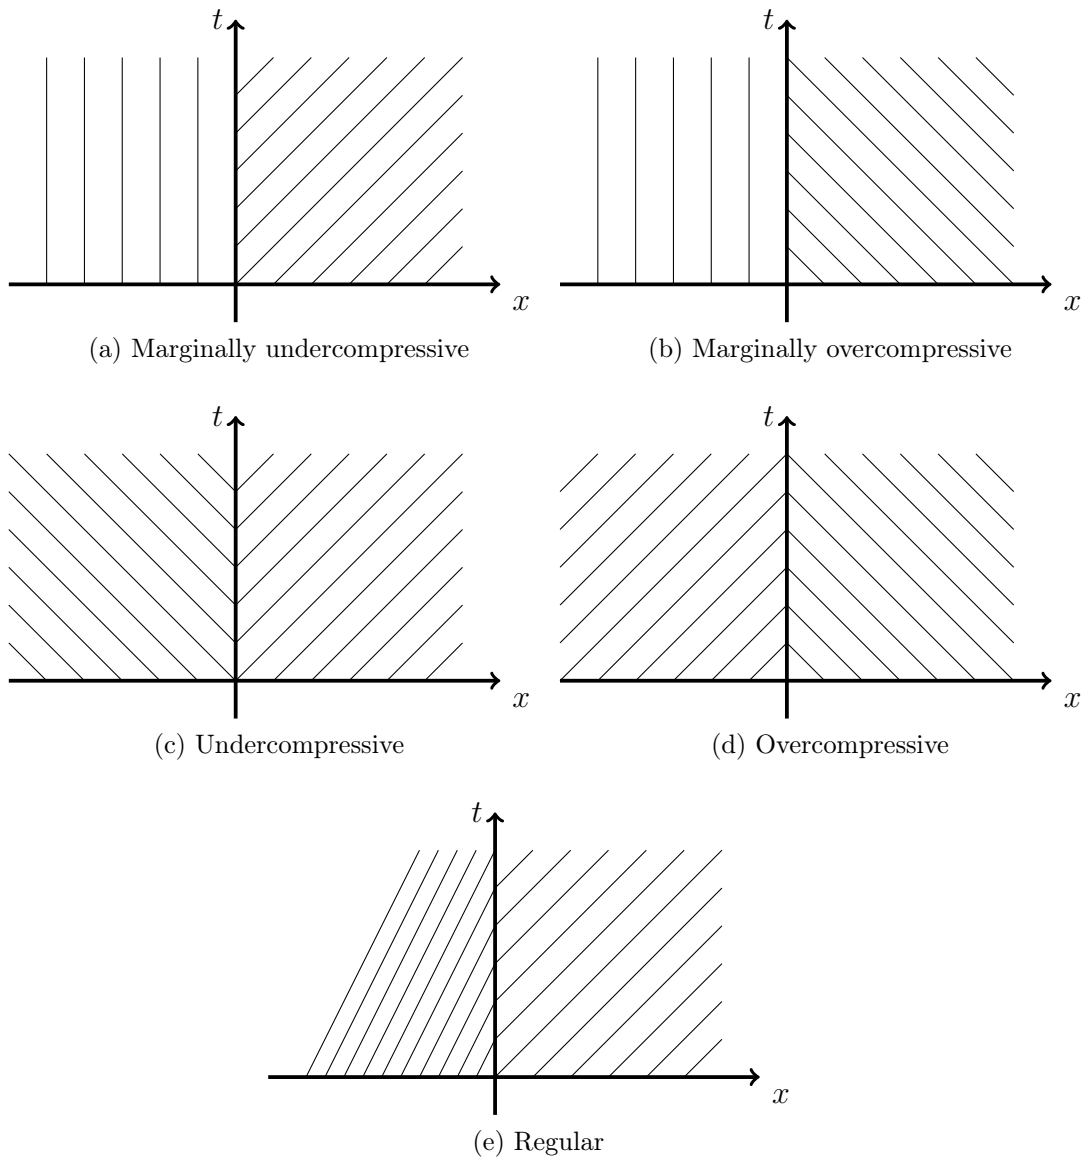 t
t
x
x
(a) Marginally undercompressive
(b) Marginally overcompressive
t
t
x
x
(c) Undercompressive
(d) Overcompressive
t
x
(e) Regular